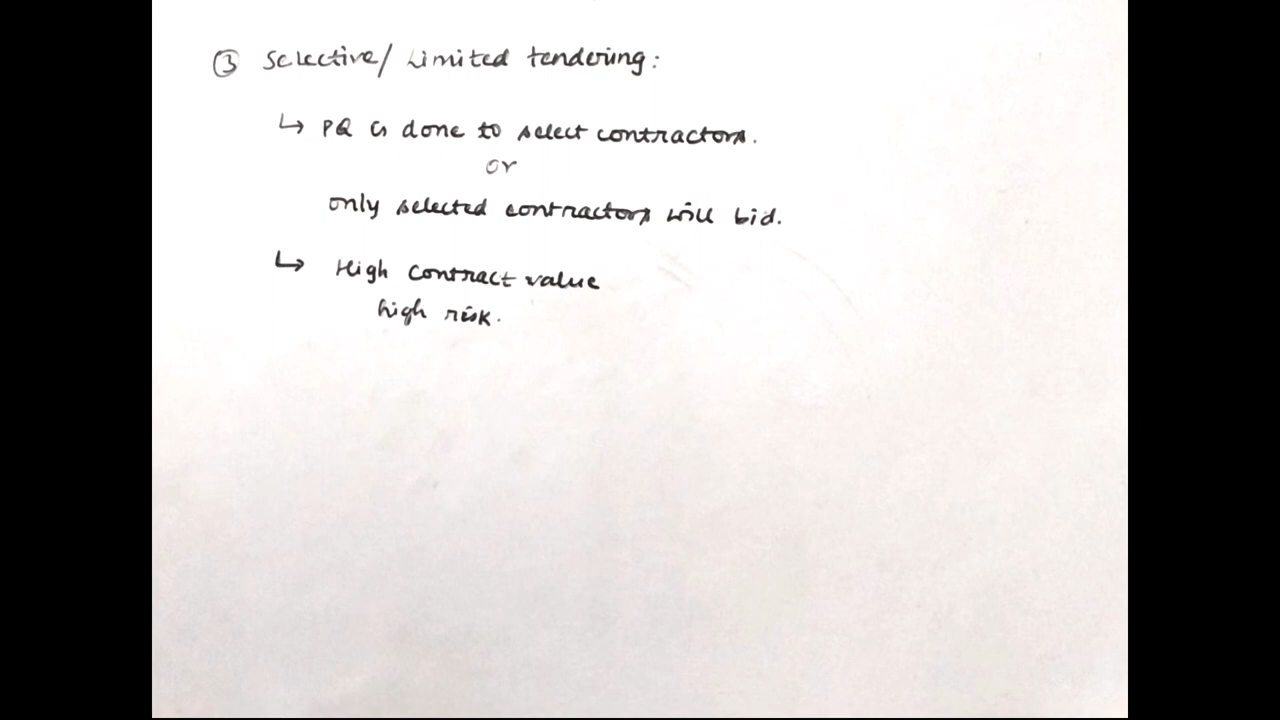 ③ Selective/ Limited tendering:
↳ PQ is done to select contractors.
or
only selected contractors will bid.
↳ High contract value
high risk.